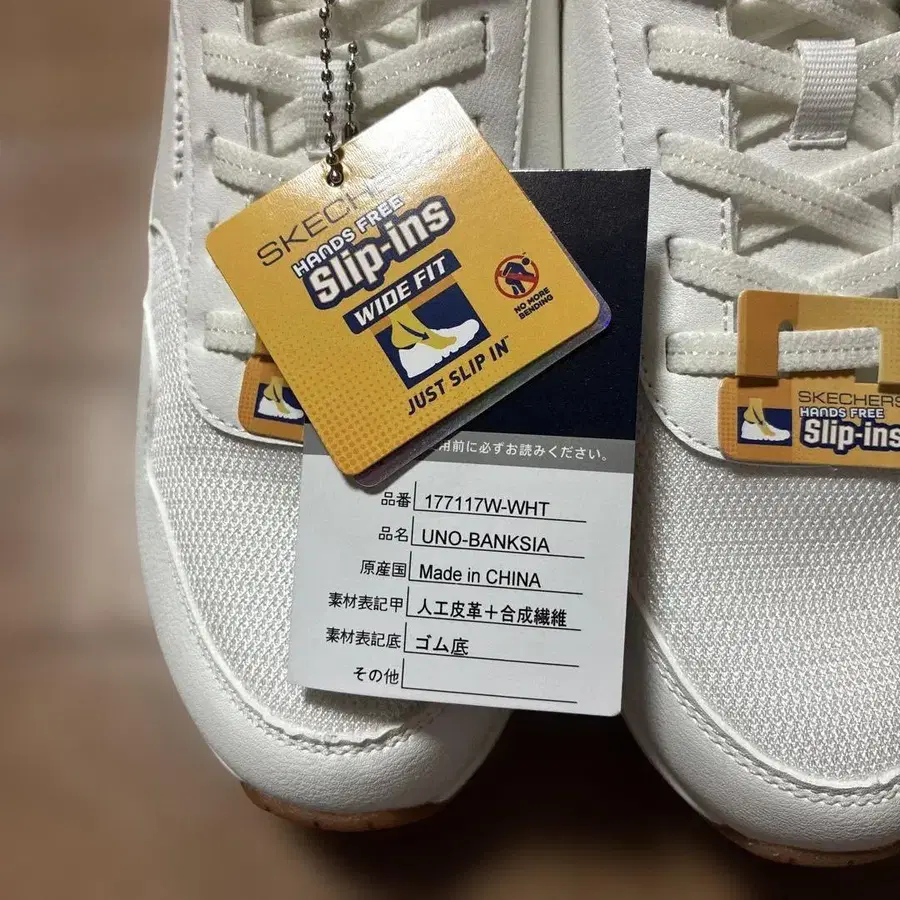 SKECHERS
HANDS FREE
Slip-ins
WIDE FIT
NO MORE
BENDING
JUST SLIP IN™
用前に必ずお読みください。
品番 177117W-WHT
品名 UNO-BANKSIA
原産国 Made in CHINA
素材表記甲 人工皮革＋合成繊維
素材表記底 ゴム底
その他
SKECHERS
HANDS FREE
Slip-ins